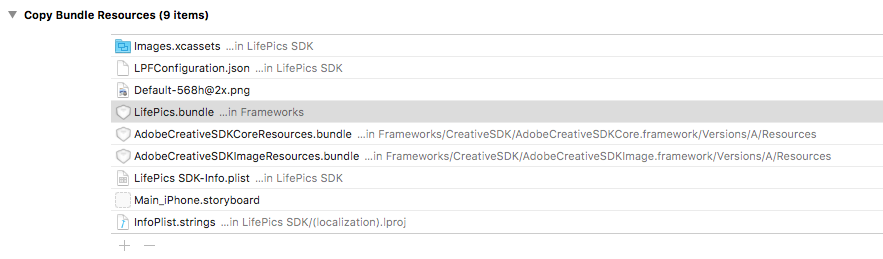 Copy Bundle Resources (9 items)
Images.xcassets ...in LifePics SDK
LPFConfiguration.json ...in LifePics SDK
Default-568h@2x.png
LifePics.bundle ...in Frameworks
AdobeCreativeSDKCoreResources.bundle ...in Frameworks/CreativeSDK/AdobeCreativeSDKCore.framework/Versions/A/Resources
AdobeCreativeSDKImageResources.bundle ...in Frameworks/CreativeSDK/AdobeCreativeSDKImage.framework/Versions/A/Resources
LifePics SDK-Info.plist ...in LifePics SDK
Main_iPhone.storyboard
InfoPlist.strings ...in LifePics SDK/(localization).lproj